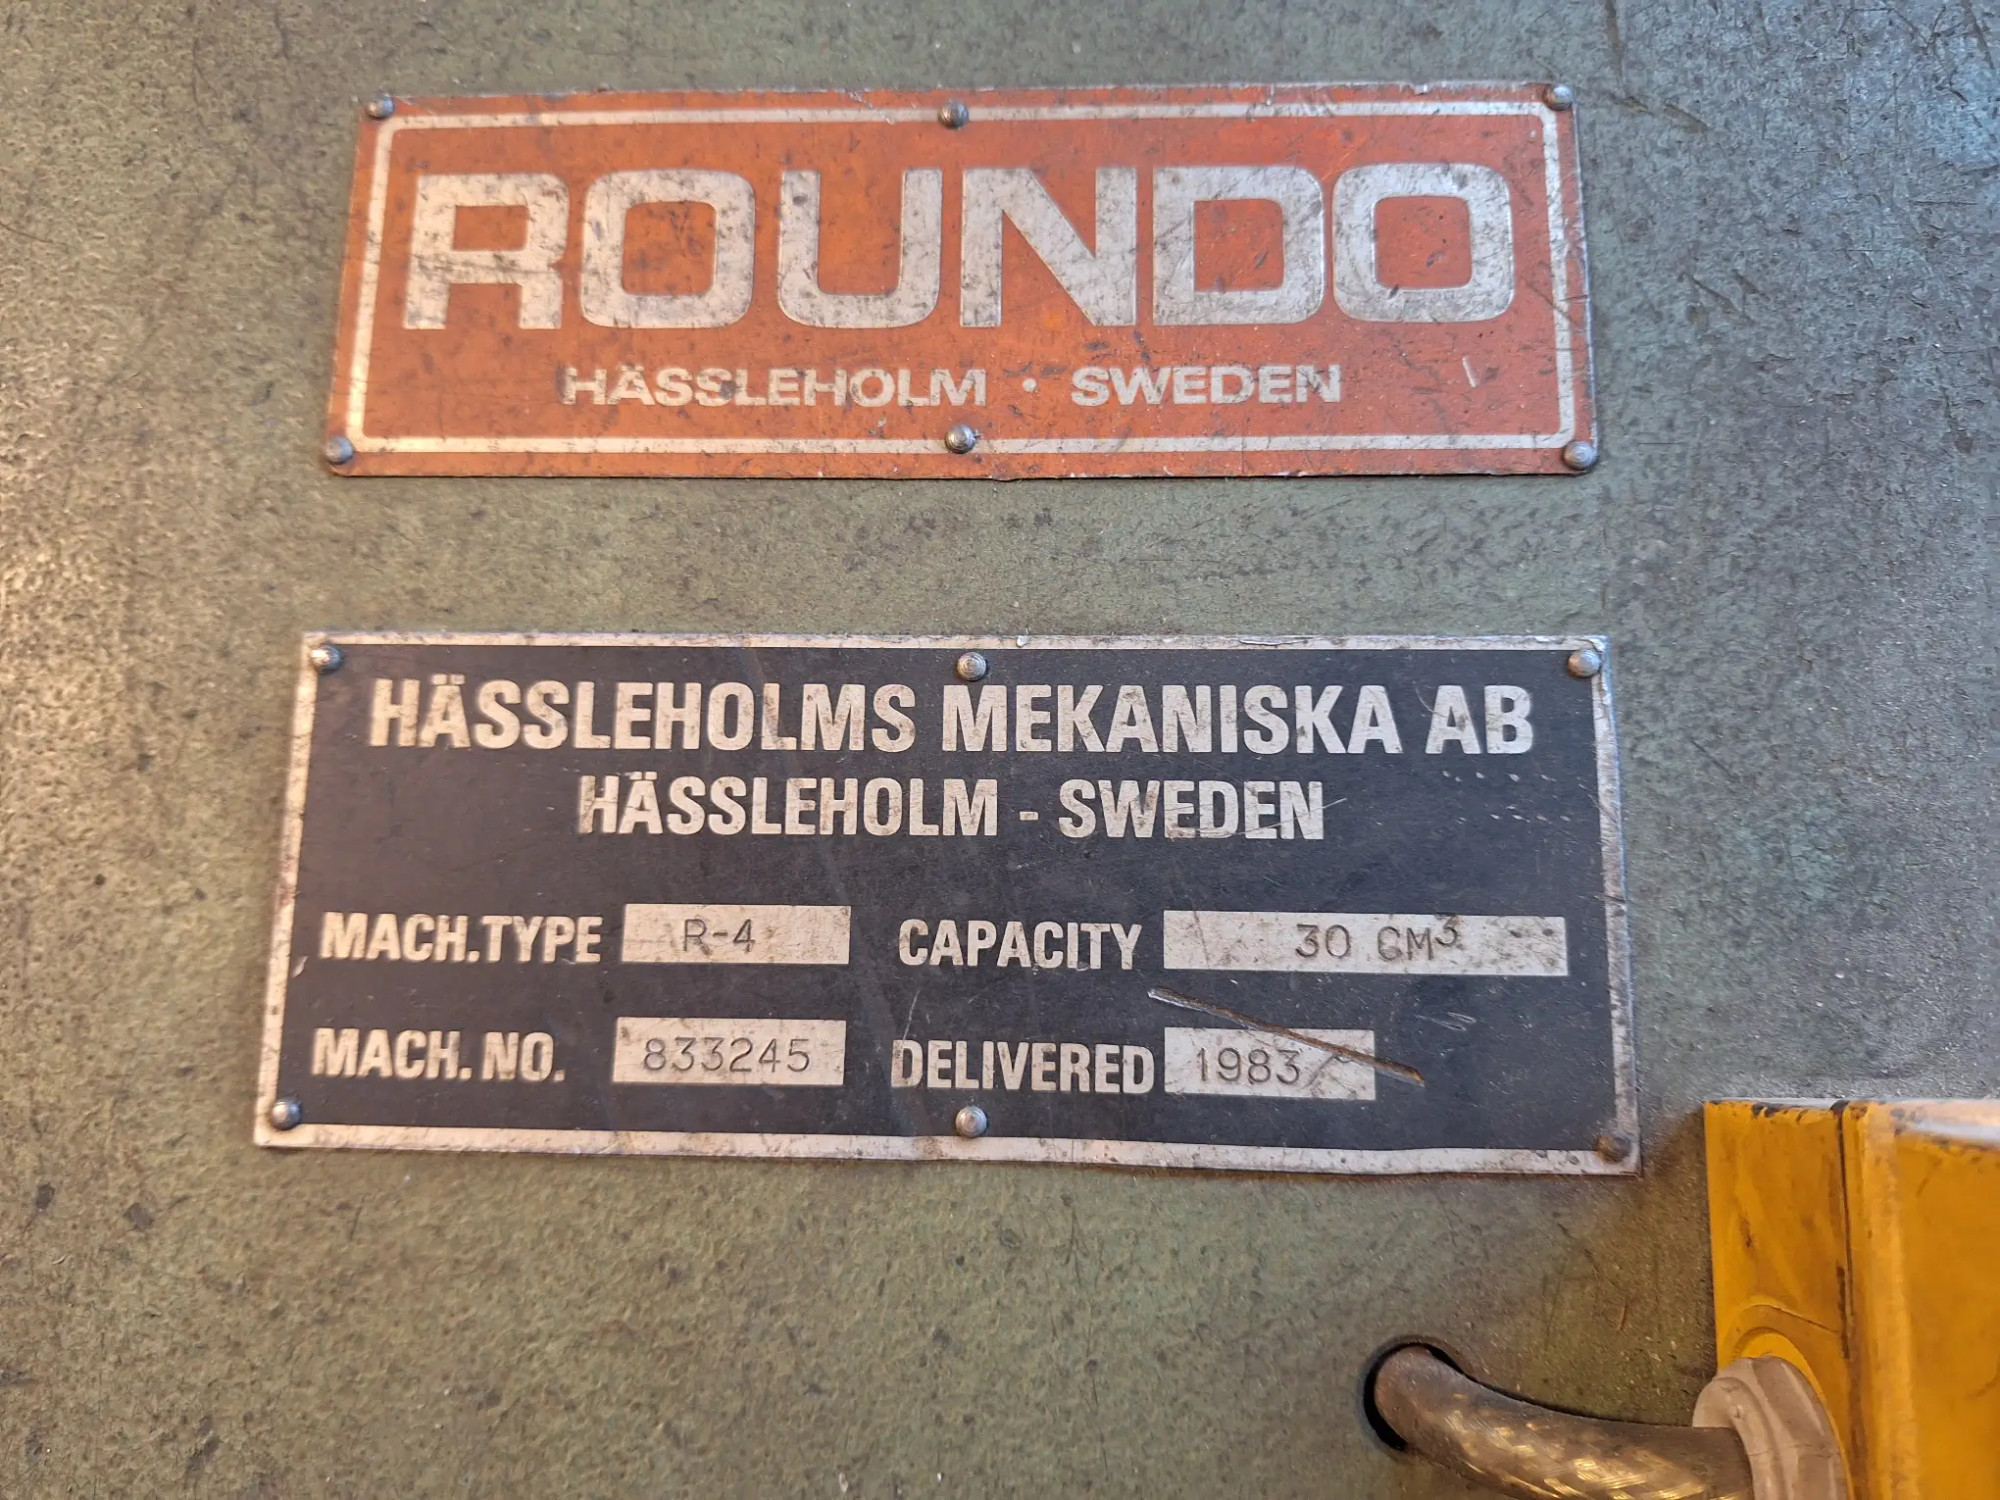 ROUNDO
HÄSSLEHOLM · SWEDEN
HÄSSLEHOLMS MEKANISKA AB
HÄSSLEHOLM - SWEDEN
MACH.TYPE R-4 CAPACITY 30 CM³
MACH. NO. 833245 DELIVERED 1983